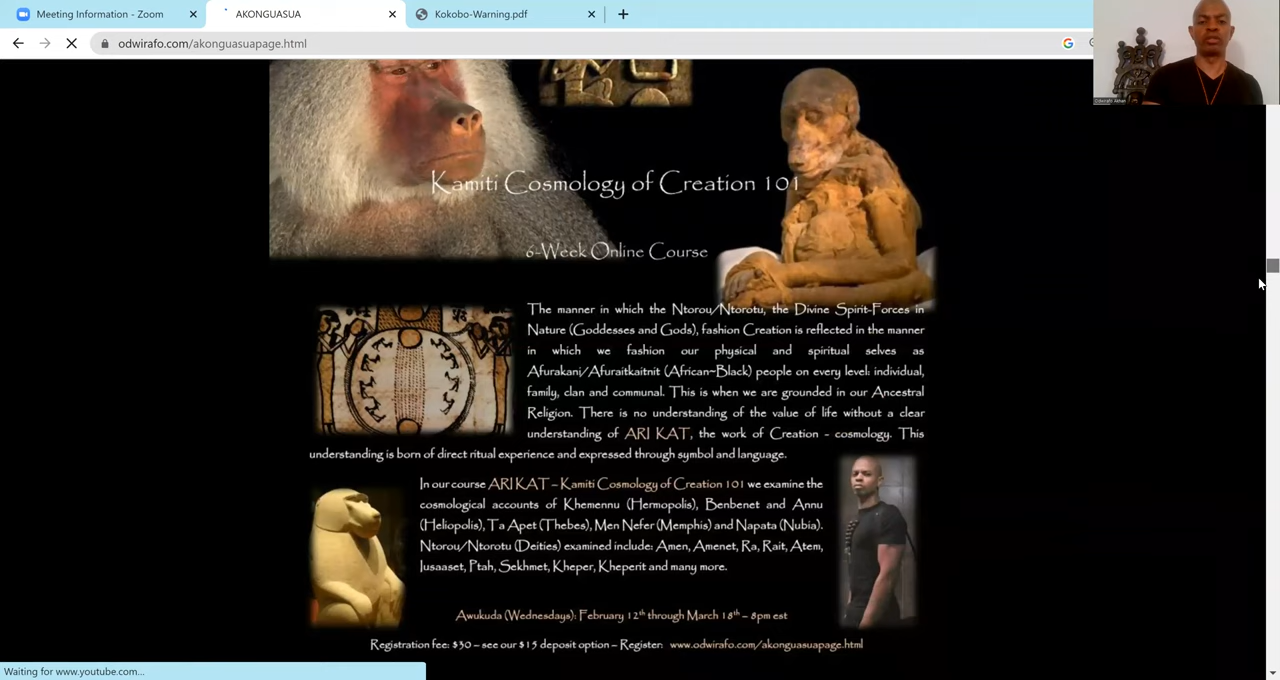 Meeting Information - Zoom
AKONGUASUA
Kokobo-Warning.pdf
odwirafo.com/akonguasuapage.html
Odwirafo Akhan
Kamiti Cosmology of Creation 101
6-Week Online Course
The manner in which the Ntorou/Ntorotu, the Divine Spirit-Forces in
Nature (Goddesses and Gods), fashion Creation is reflected in the manner
in which we fashion our physical and spiritual selves as
Afurakani/Afuraitkaitnit (African~Black) people on every level: individual,
family, clan and communal. This is when we are grounded in our Ancestral
Religion. There is no understanding of the value of life without a clear
understanding of ARI KAT, the work of Creation - cosmology. This
understanding is born of direct ritual experience and expressed through symbol and language.
In our course ARI KAT – Kamiti Cosmology of Creation 101 we examine the
cosmological accounts of Khemennu (Hermopolis), Benbenet and Annu
(Heliopolis), Ta Apet (Thebes), Men Nefer (Memphis) and Napata (Nubia).
Ntorou/Ntorotu (Deities) examined include: Amen, Amenet, Ra, Rait, Atem,
Iusaaset, Ptah, Sekhmet, Kheper, Kheperit and many more.
Awukuda (Wednesdays): February 12th through March 18th – 8pm est
Registration fee: $30 – see our $15 deposit option – Register: www.odwirafo.com/akonguasuapage.html
Waiting for www.youtube.com...